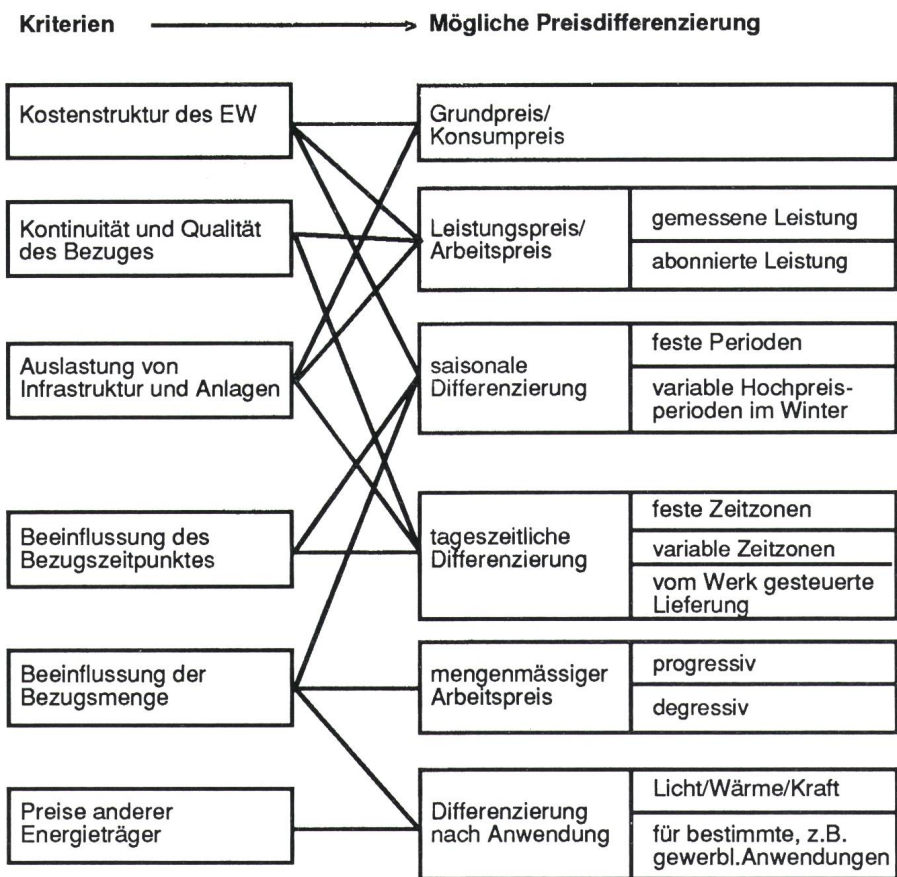 Kriterien
Mögliche Preisdifferenzierung
Kostenstruktur des EW
Grundpreis/
Konsumpreis
Kontinuität und Qualität
des Bezuges
Leistungspreis/
Arbeitspreis
gemessene Leistung
abonnierte Leistung
Auslastung von
Infrastruktur und Anlagen
saisonale
Differenzierung
feste Perioden
variable Hochpreis-
perioden im Winter
Beeinflussung des
Bezugszeitpunktes
tageszeitliche
Differenzierung
feste Zeitzonen
variable Zeitzonen
vom Werk gesteuerte
Lieferung
Beeinflussung der
Bezugsmenge
mengenmässiger
Arbeitspreis
progressiv
degressiv
Preise anderer
Energieträger
Differenzierung
nach Anwendung
Licht/Wärme/Kraft
für bestimmte, z.B.
gewerbl.Anwendungen